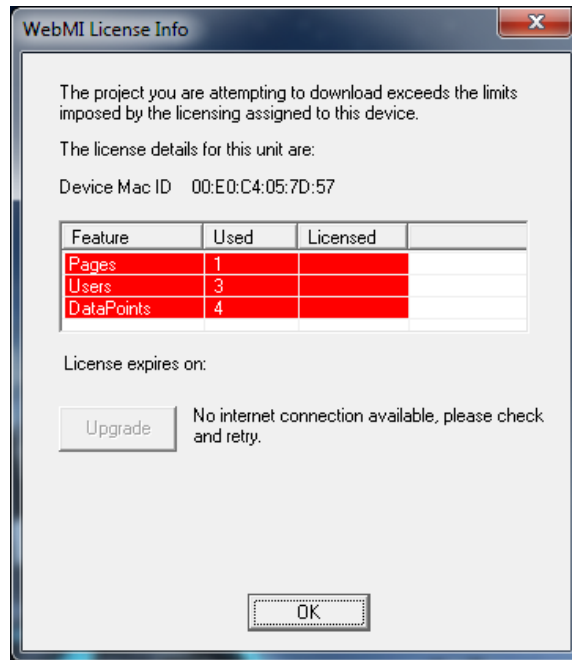 WebMI License Info
The project you are attempting to download exceeds the limits
imposed by the licensing assigned to this device.
The license details for this unit are:
Device Mac ID 00:E0:C4:05:7D:57
Feature Used Licensed
Pages 1
Users 3
DataPoints 4
License expires on:
Upgrade
No internet connection available, please check
and retry.
OK